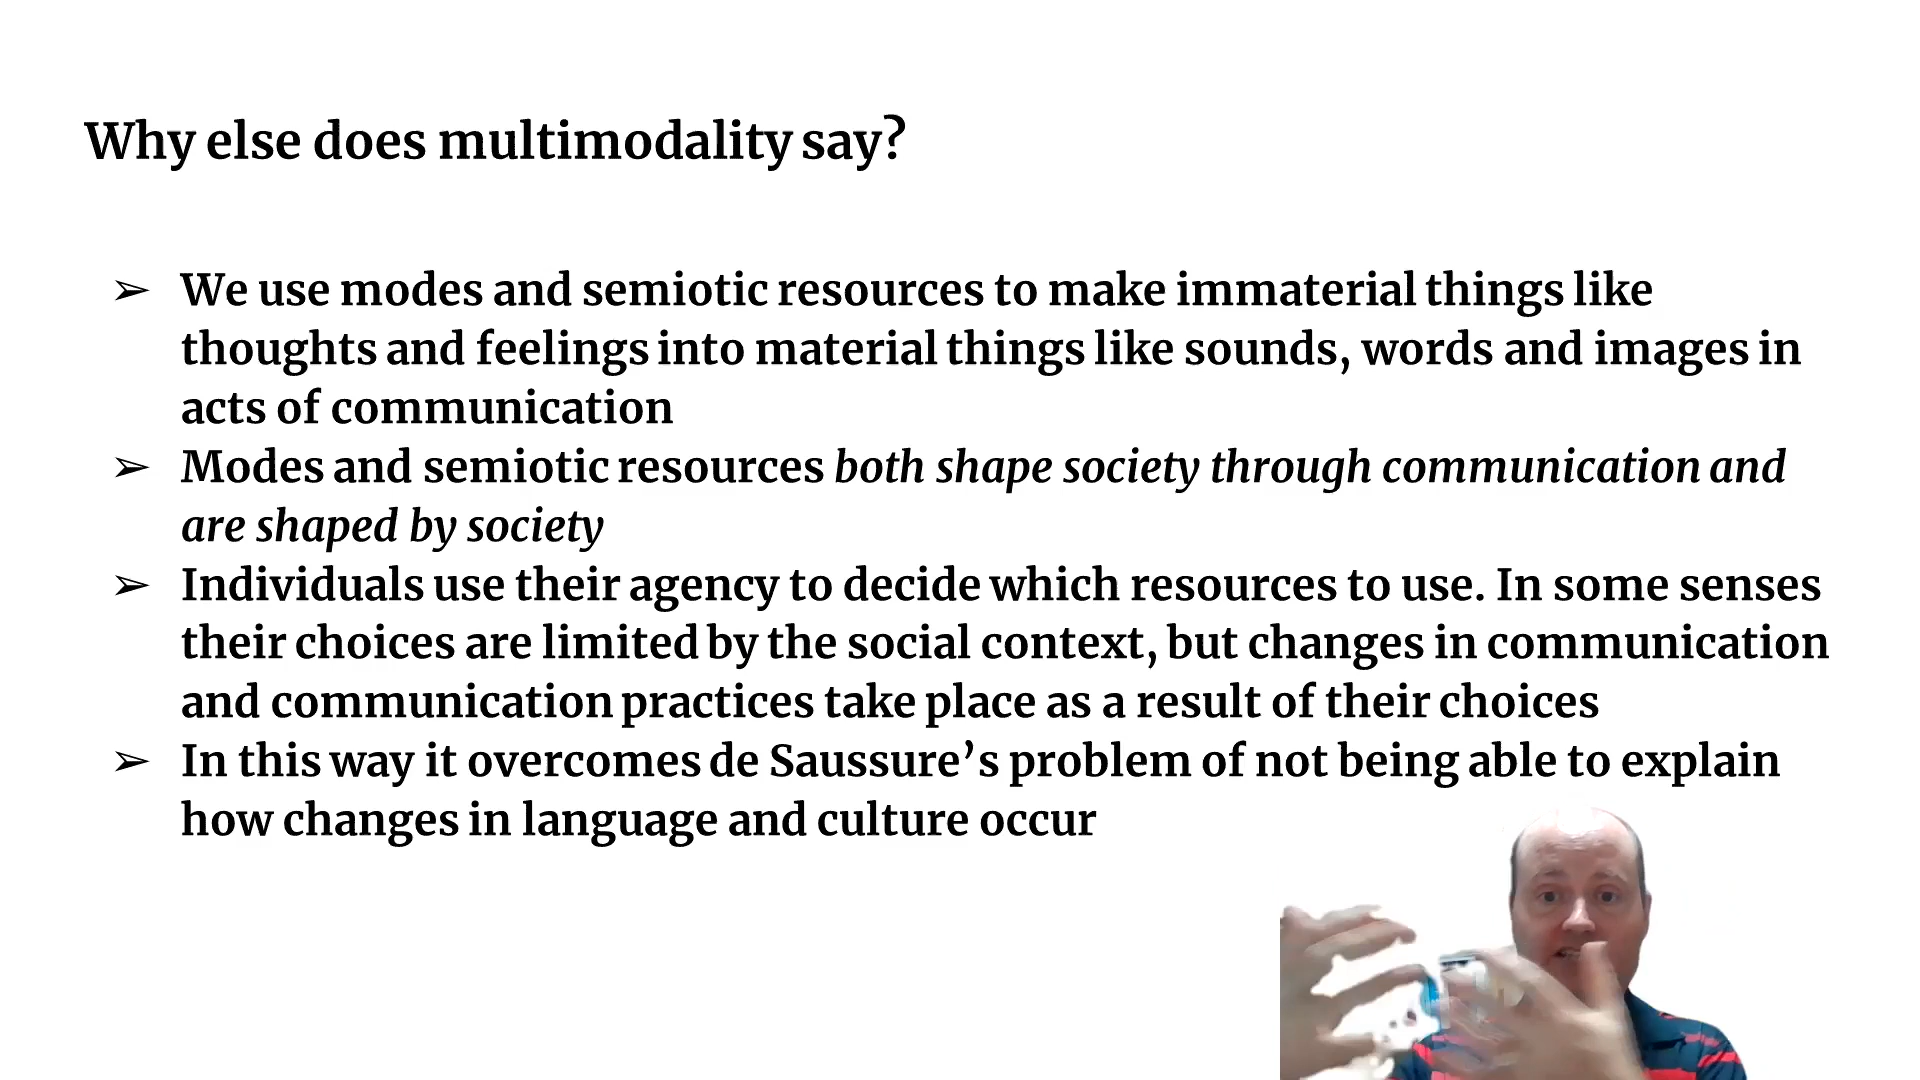 Why else does multimodality say?
➢ We use modes and semiotic resources to make immaterial things like
thoughts and feelings into material things like sounds, words and images in
acts of communication
➢ Modes and semiotic resources both shape society through communication and
are shaped by society
➢ Individuals use their agency to decide which resources to use. In some senses
their choices are limited by the social context, but changes in communication
and communication practices take place as a result of their choices
➢ In this way it overcomes de Saussure’s problem of not being able to explain
how changes in language and culture occur